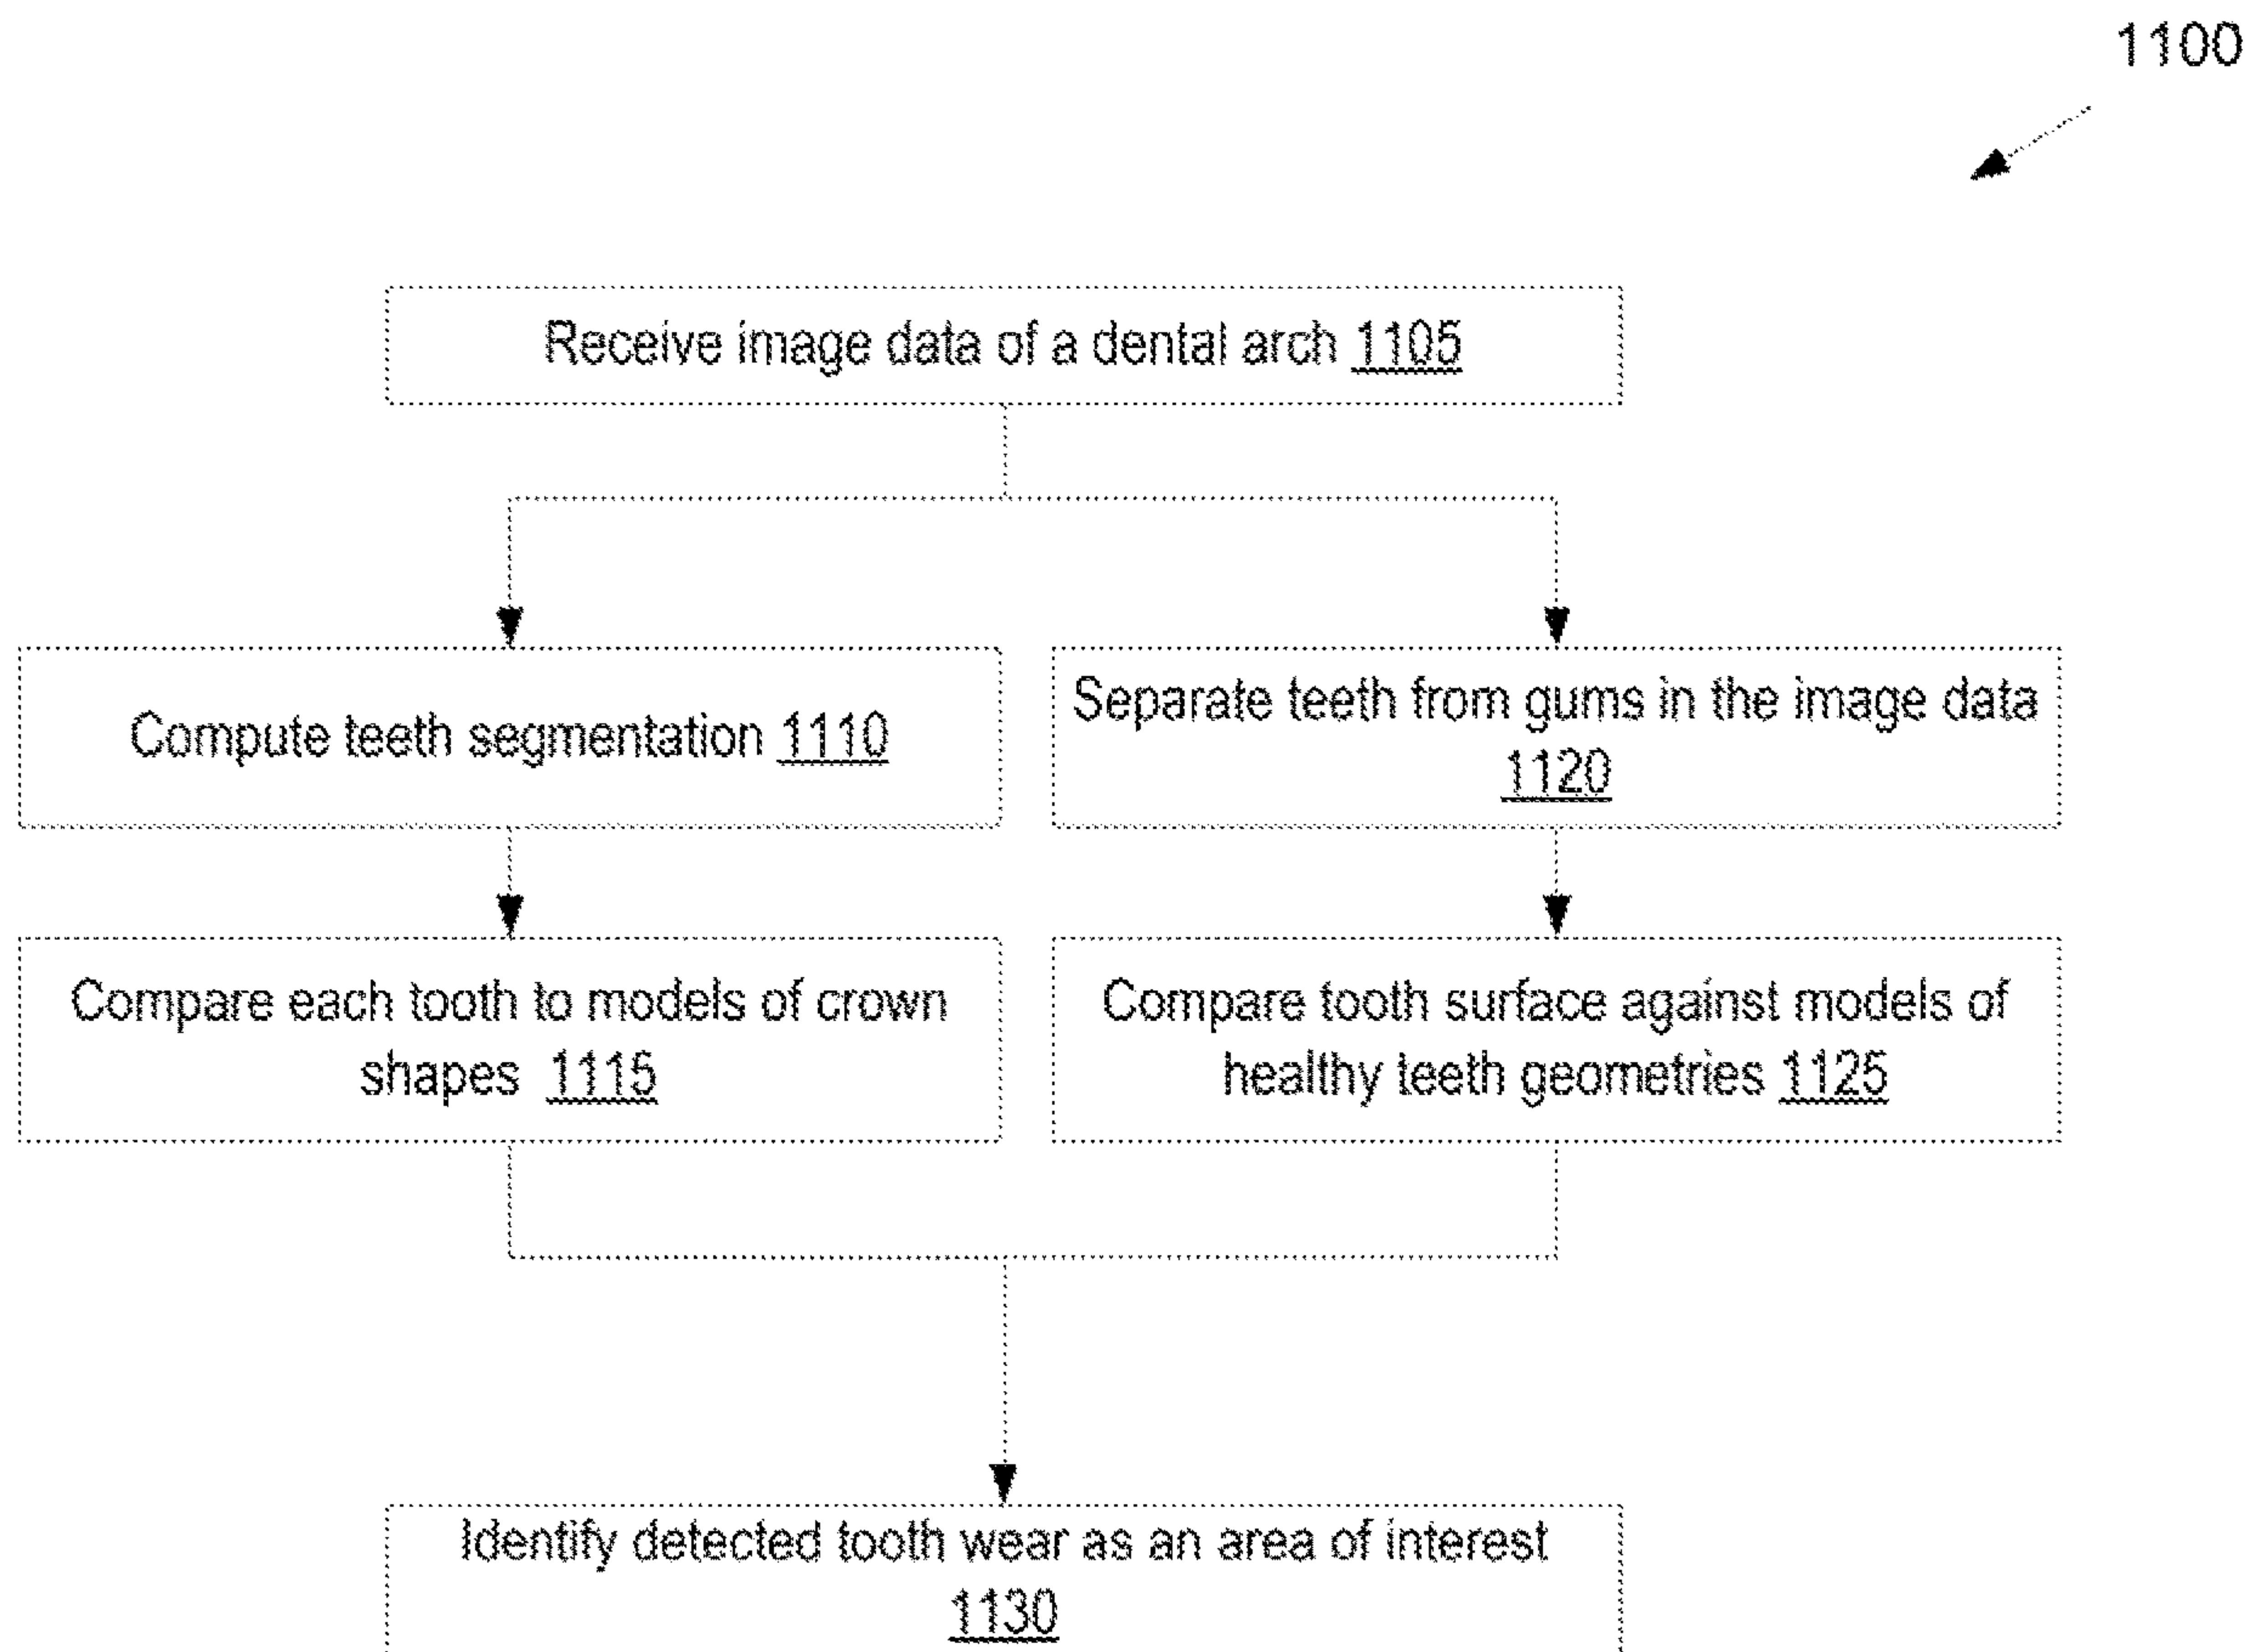 1100
Receive image data of a dental arch 1105
Compute teeth segmentation 1110
Separate teeth from gums in the image data
1120
Compare each tooth to models of crown
shapes 1115
Compare tooth surface against models of
healthy teeth geometries 1125
Identify detected tooth wear as an area of interest
1130